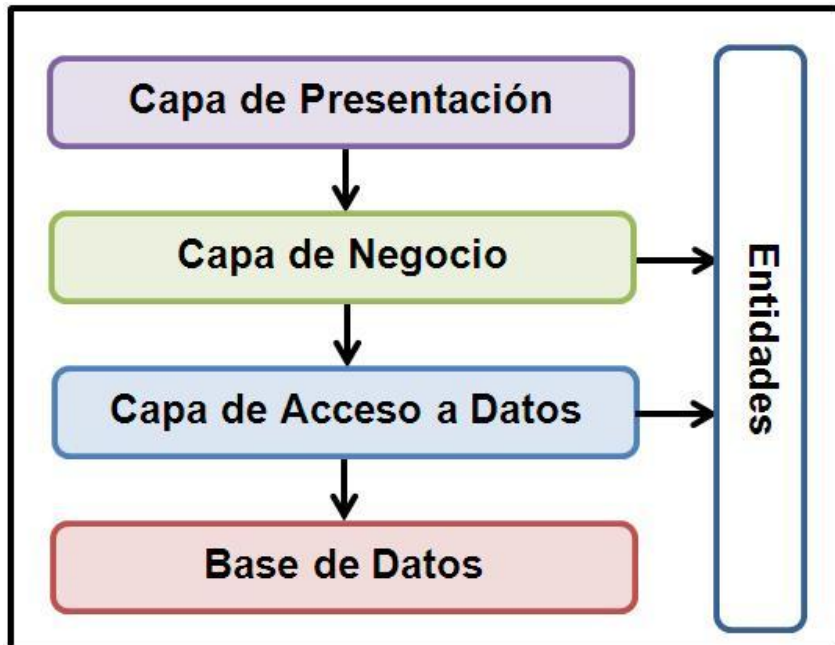 Capa de Presentación
Capa de Negocio
Capa de Acceso a Datos
Base de Datos
Entidades